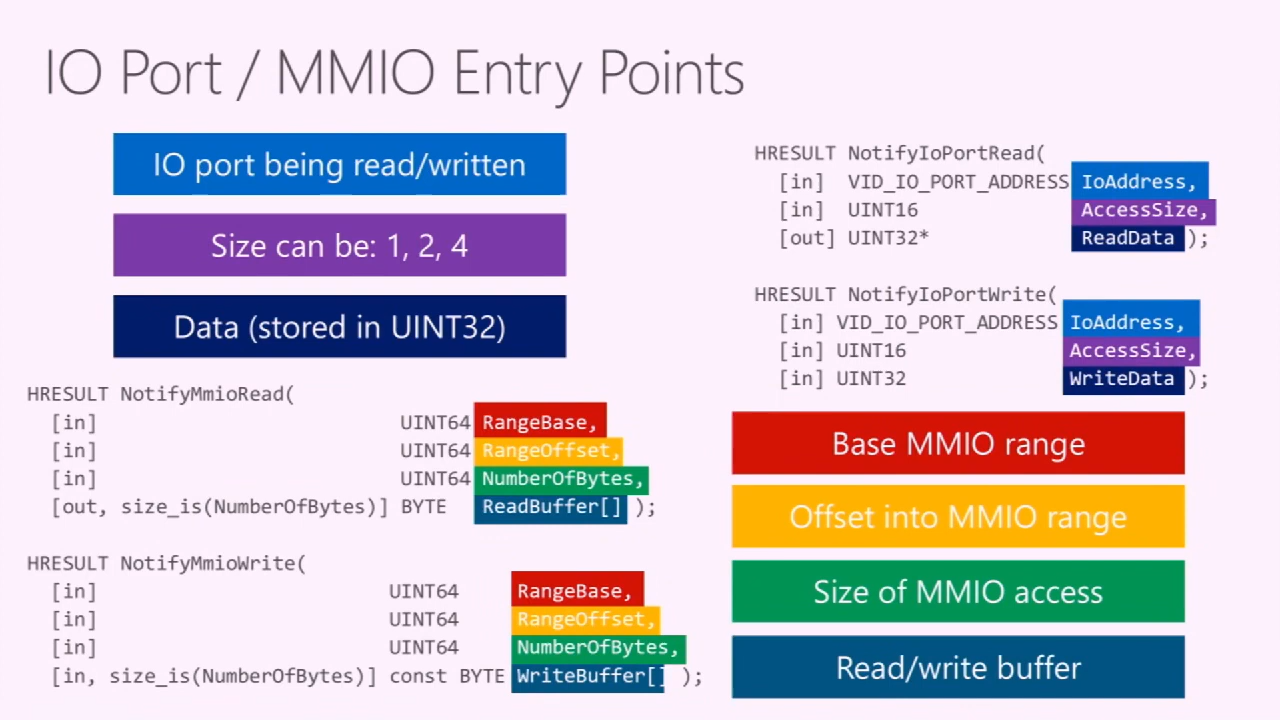 IO Port / MMIO Entry Points
IO port being read/written
Size can be: 1, 2, 4
Data (stored in UINT32)
HRESULT NotifyIoPortRead(
[in] VID_IO_PORT_ADDRESS IoAddress,
[in] UINT16 AccessSize,
[out] UINT32* ReadData );
HRESULT NotifyIoPortWrite(
[in] VID_IO_PORT_ADDRESS IoAddress,
[in] UINT16 AccessSize,
[in] UINT32 WriteData );
HRESULT NotifyMmioRead(
[in] UINT64 RangeBase,
[in] UINT64 RangeOffset,
[in] UINT64 NumberOfBytes,
[out, size_is(NumberOfBytes)] BYTE ReadBuffer[] );
HRESULT NotifyMmioWrite(
[in] UINT64 RangeBase,
[in] UINT64 RangeOffset,
[in] UINT64 NumberOfBytes,
[in, size_is(NumberOfBytes)] const BYTE WriteBuffer[] );
Base MMIO range
Offset into MMIO range
Size of MMIO access
Read/write buffer